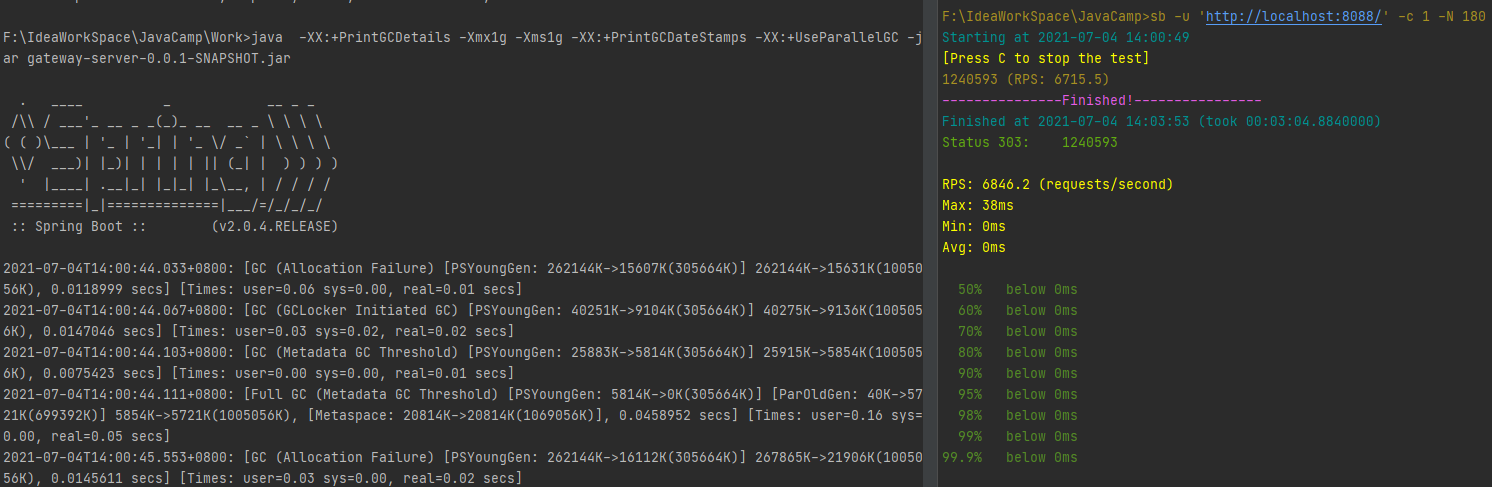 F:\IdeaWorkSpace\JavaCamp\Work>java  -XX:+PrintGCDetails -Xmx1g -Xms1g -XX:+PrintGCDateStamps -XX:+UseParallelGC -j
ar gateway-server-0.0.1-SNAPSHOT.jar
  .   ____          _            __ _ _
 /\\ / ___'_ __ _ _(_)_ __  __ _ \ \ \ \
( ( )\___ | '_ | '_| | '_ \/ _` | \ \ \ \
 \\/  ___)| |_)| | | | | || (_| |  ) ) ) )
  '  |____| .__|_| |_|_| |_\__, | / / / /
 =========|_|==============|___/=/_/_/_/
 :: Spring Boot ::        (v2.0.4.RELEASE)
2021-07-04T14:00:44.033+0800: [GC (Allocation Failure) [PSYoungGen: 262144K->15607K(305664K)] 262144K->15631K(10050
56K), 0.0118999 secs] [Times: user=0.06 sys=0.00, real=0.01 secs]
2021-07-04T14:00:44.067+0800: [GC (GCLocker Initiated GC) [PSYoungGen: 40251K->9104K(305664K)] 40275K->9136K(100505
6K), 0.0147046 secs] [Times: user=0.03 sys=0.02, real=0.02 secs]
2021-07-04T14:00:44.103+0800: [GC (Metadata GC Threshold) [PSYoungGen: 25883K->5814K(305664K)] 25915K->5854K(100505
6K), 0.0075423 secs] [Times: user=0.00 sys=0.00, real=0.01 secs]
2021-07-04T14:00:44.111+0800: [Full GC (Metadata GC Threshold) [PSYoungGen: 5814K->0K(305664K)] [ParOldGen: 40K->57
21K(699392K)] 5854K->5721K(1005056K), [Metaspace: 20814K->20814K(1069056K)], 0.0458952 secs] [Times: user=0.16 sys=
0.00, real=0.05 secs]
2021-07-04T14:00:45.553+0800: [GC (Allocation Failure) [PSYoungGen: 262144K->16112K(305664K)] 267865K->21906K(10050
56K), 0.0145611 secs] [Times: user=0.03 sys=0.00, real=0.02 secs]
F:\IdeaWorkSpace\JavaCamp>sb -u 'http://localhost:8088/' -c 1 -N 180
Starting at 2021-07-04 14:00:49
[Press C to stop the test]
1240593 (RPS: 6715.5)
---------------Finished!----------------
Finished at 2021-07-04 14:03:53 (took 00:03:04.8840000)
Status 303:    1240593
RPS: 6846.2 (requests/second)
Max: 38ms
Min: 0ms
Avg: 0ms
50%   below 0ms
60%   below 0ms
70%   below 0ms
80%   below 0ms
90%   below 0ms
95%   below 0ms
98%   below 0ms
99%   below 0ms
99.9%   below 0ms